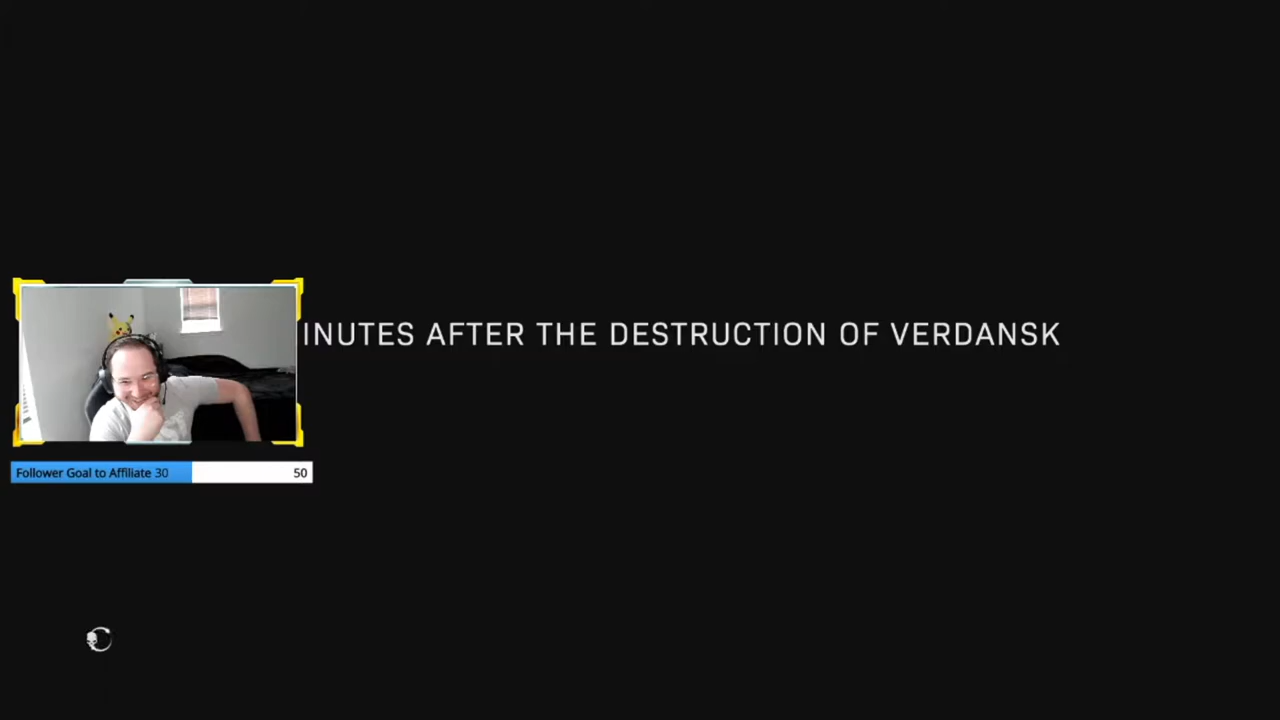 INUTES AFTER THE DESTRUCTION OF VERDANSK
Follower Goal to Affiliate 30 50